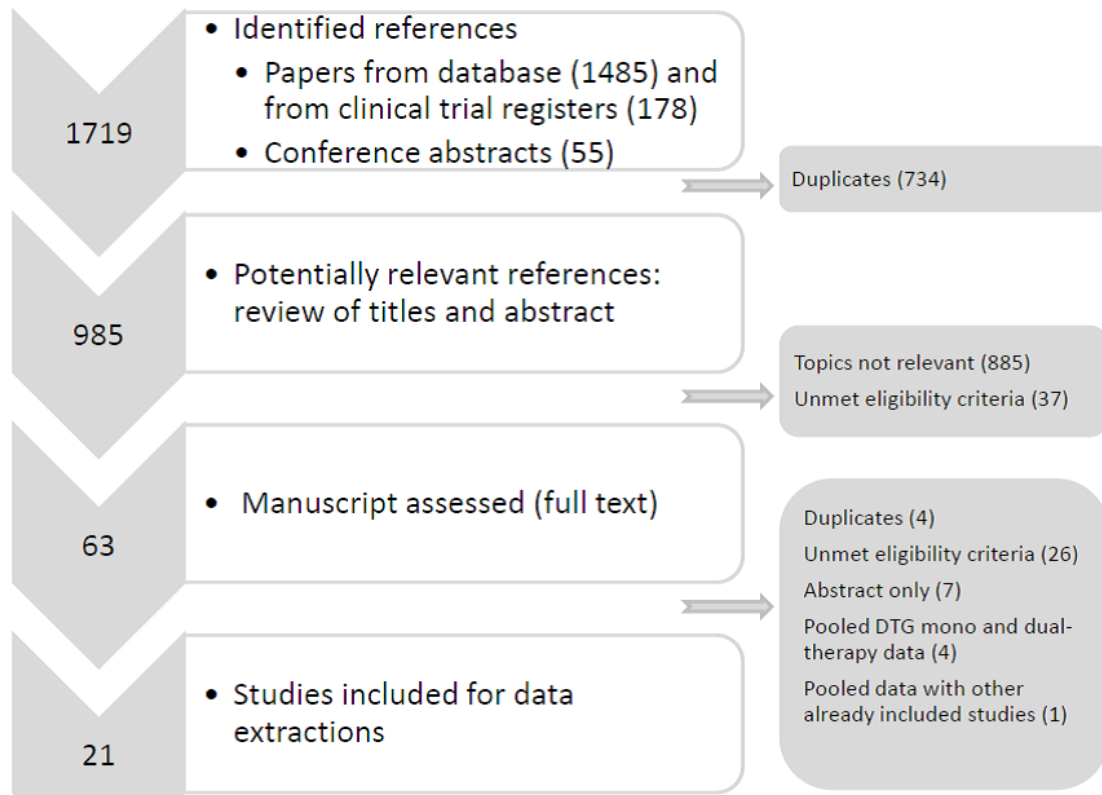 1719
• Identified references
• Papers from database (1485) and
from clinical trial registers (178)
• Conference abstracts (55)
Duplicates (734)
985
• Potentially relevant references:
review of titles and abstract
Topics not relevant (885)
Unmet eligibility criteria (37)
63
• Manuscript assessed (full text)
Duplicates (4)
Unmet eligibility criteria (26)
Abstract only (7)
Pooled DTG mono and dual-
therapy data (4)
Pooled data with other
already included studies (1)
21
• Studies included for data
extractions